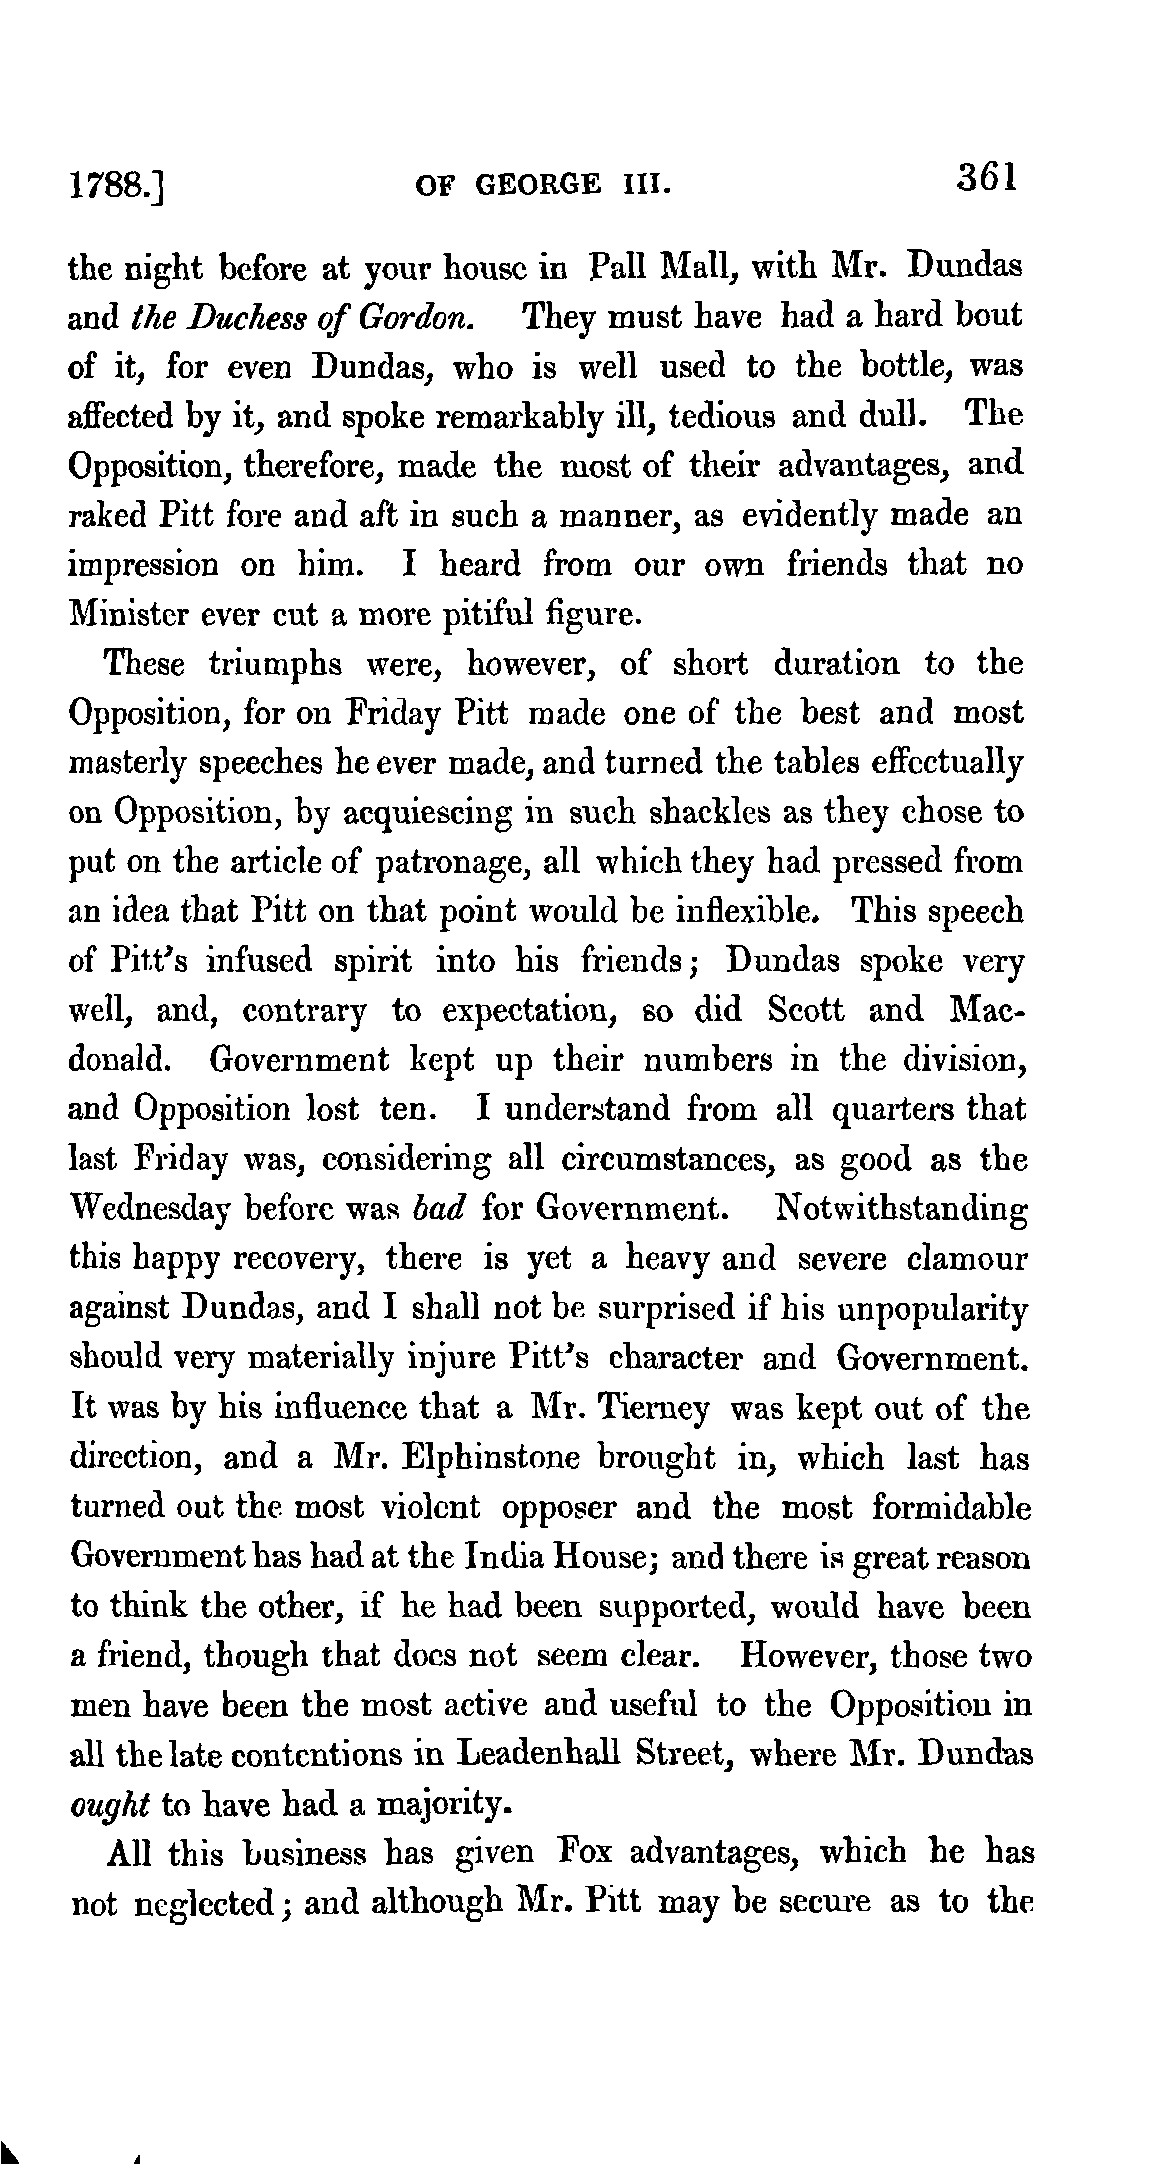 1788.] OF GEORGE III. 361
the night before at your house in Pall Mall, with Mr. Dundas
and the Duchess of Gordon. They must have had a hard bout
of it, for even Dundas, who is well used to the bottle, was
affected by it, and spoke remarkably ill, tedious and dull. The
Opposition, therefore, made the most of their advantages, and
raked Pitt fore and aft in such a manner, as evidently made an
impression on him. I heard from our own friends that no
Minister ever cut a more pitiful figure.
These triumphs were, however, of short duration to the
Opposition, for on Friday Pitt made one of the best and most
masterly speeches he ever made, and turned the tables effectually
on Opposition, by acquiescing in such shackles as they chose to
put on the article of patronage, all which they had pressed from
an idea that Pitt on that point would be inflexible. This speech
of Pitt's infused spirit into his friends; Dundas spoke very
well, and, contrary to expectation, so did Scott and Mac-
donald. Government kept up their numbers in the division,
and Opposition lost ten. I understand from all quarters that
last Friday was, considering all circumstances, as good as the
Wednesday before was bad for Government. Notwithstanding
this happy recovery, there is yet a heavy and severe clamour
against Dundas, and I shall not be surprised if his unpopularity
should very materially injure Pitt's character and Government.
It was by his influence that a Mr. Tierney was kept out of the
direction, and a Mr. Elphinstone brought in, which last has
turned out the most violent opposer and the most formidable
Government has had at the India House; and there is great reason
to think the other, if he had been supported, would have been
a friend, though that does not seem clear. However, those two
men have been the most active and useful to the Opposition in
all the late contentions in Leadenhall Street, where Mr. Dundas
ought to have had a majority.
All this business has given Fox advantages, which he has
not neglected; and although Mr. Pitt may be secure as to the